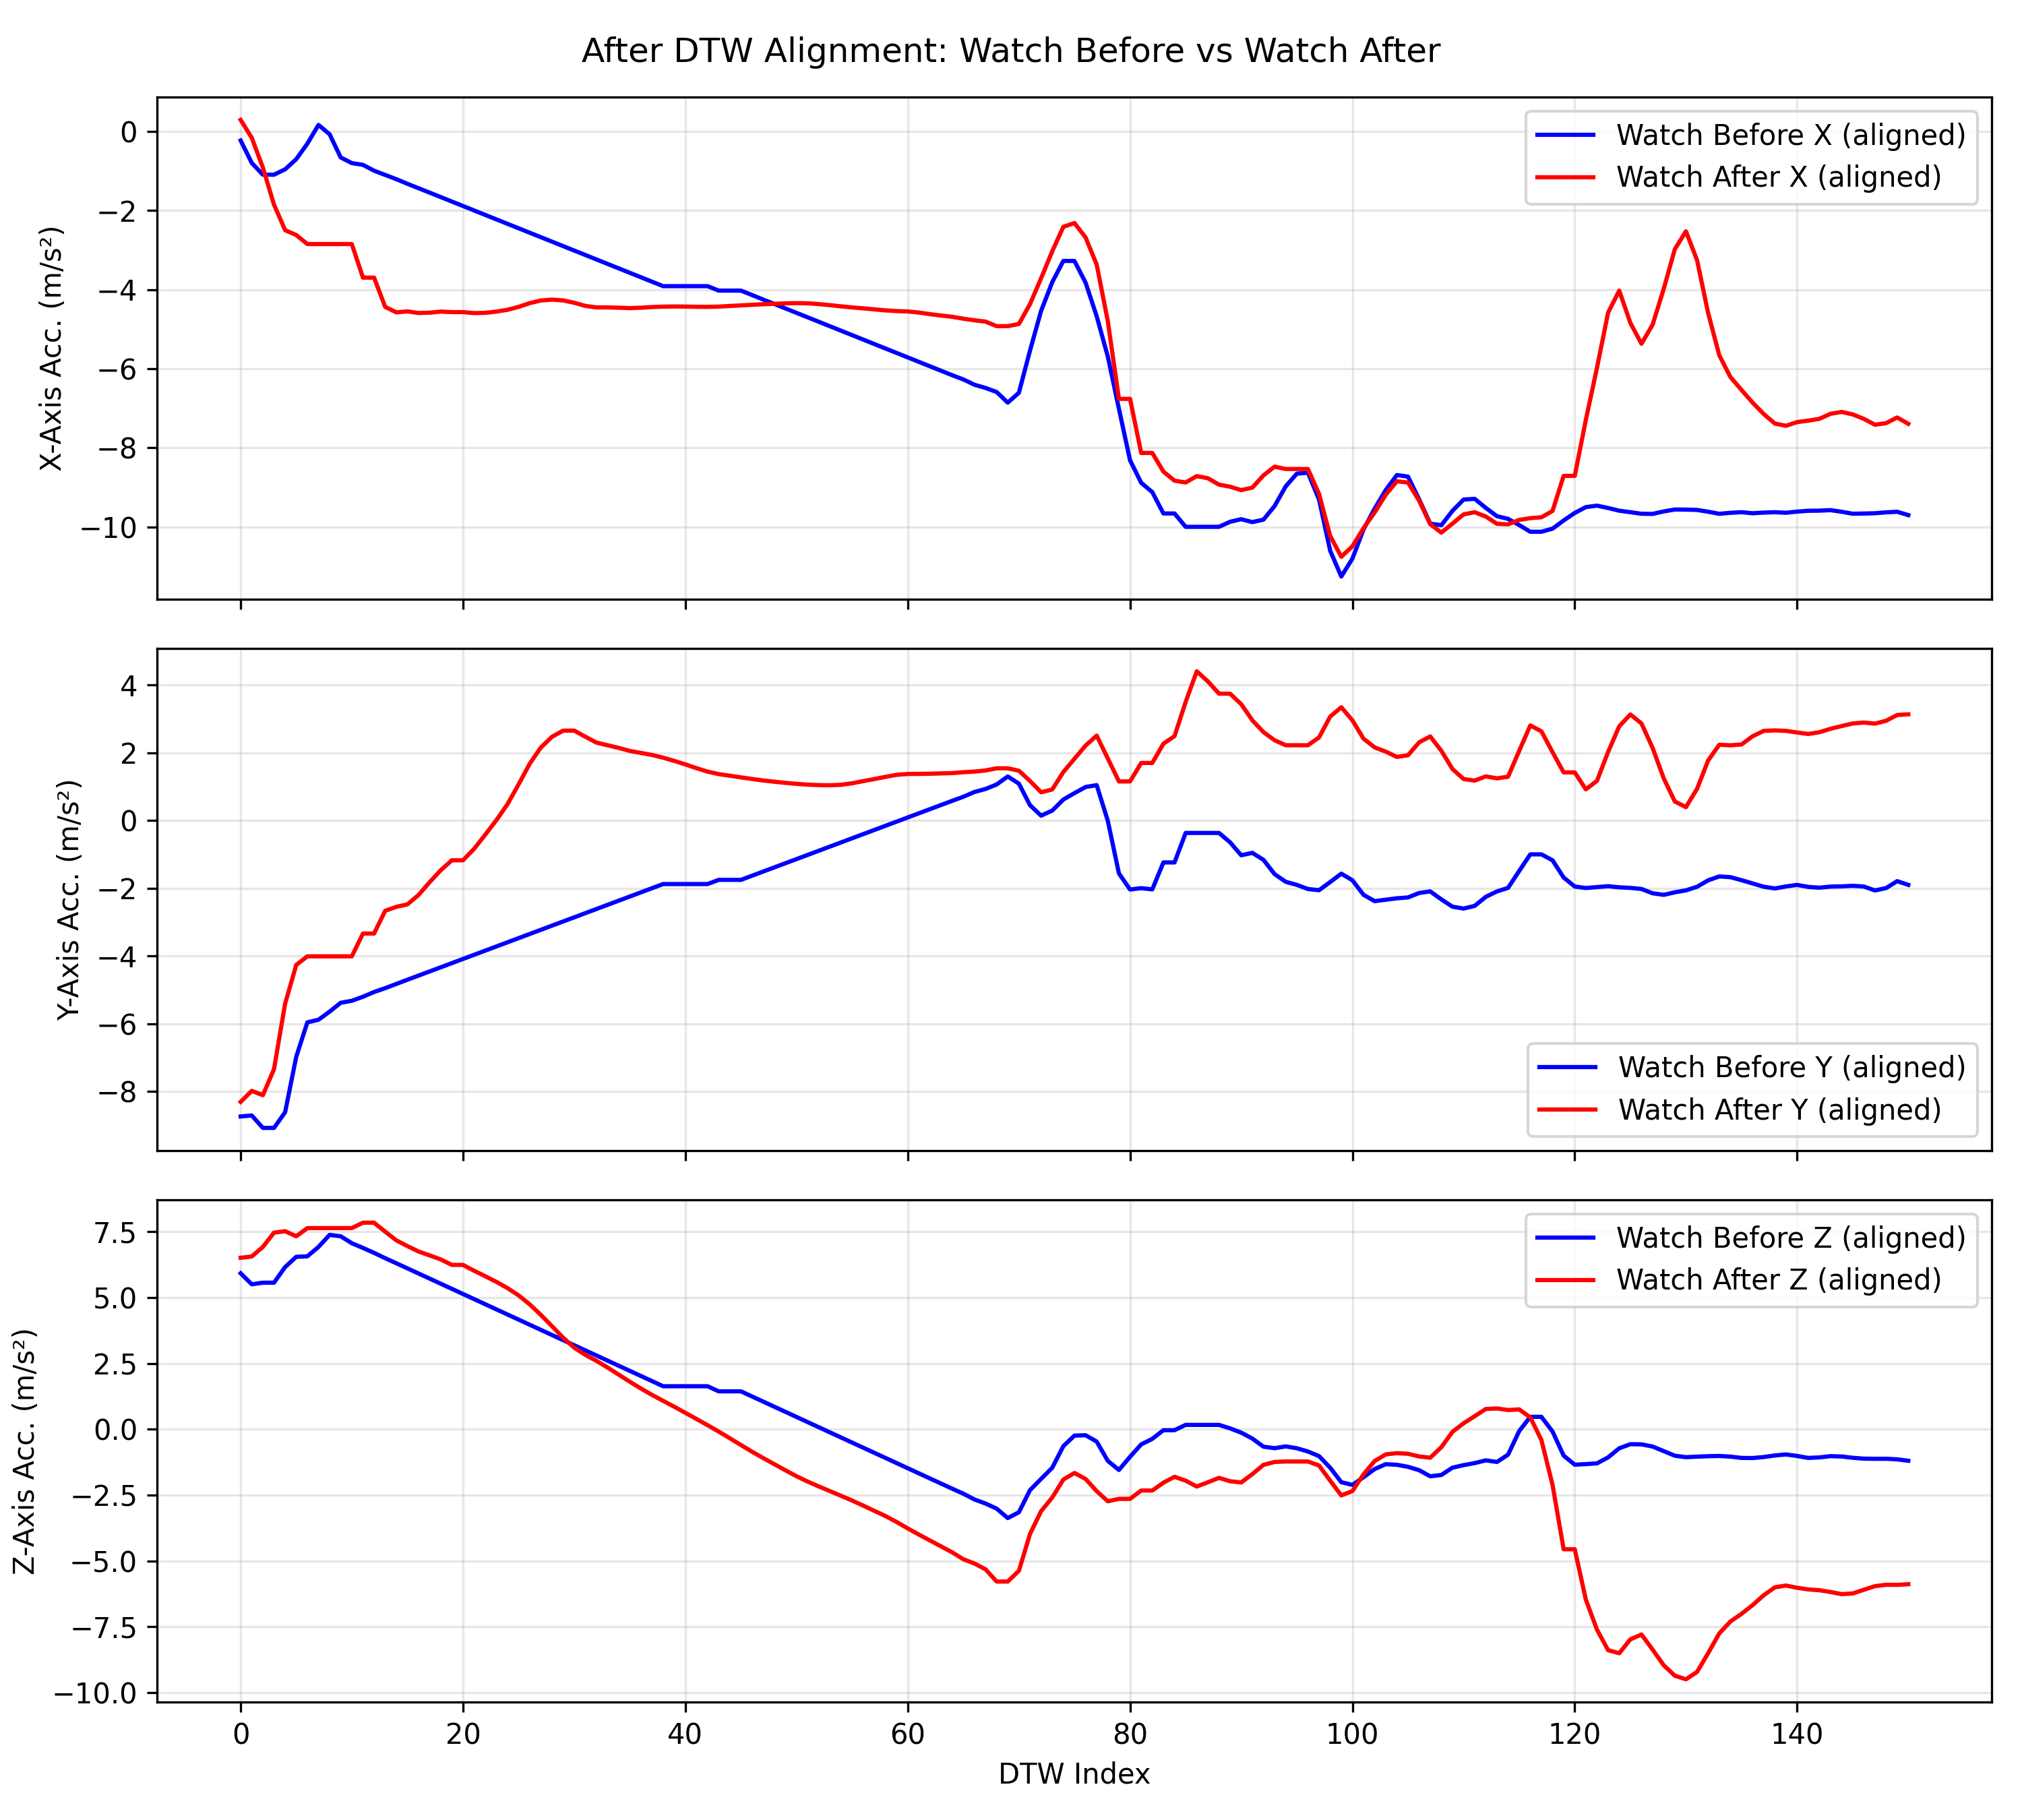 After DTW Alignment: Watch Before vs Watch After
0
−2
−4
−6
−8
−10
X-Axis Acc. (m/s²)
Watch Before X (aligned)
Watch After X (aligned)
4
2
0
−2
−4
−6
−8
Y-Axis Acc. (m/s²)
Watch Before Y (aligned)
Watch After Y (aligned)
7.5
5.0
2.5
0.0
−2.5
−5.0
−7.5
−10.0
Z-Axis Acc. (m/s²)
Watch Before Z (aligned)
Watch After Z (aligned)
0 20 40 60 80 100 120 140
DTW Index